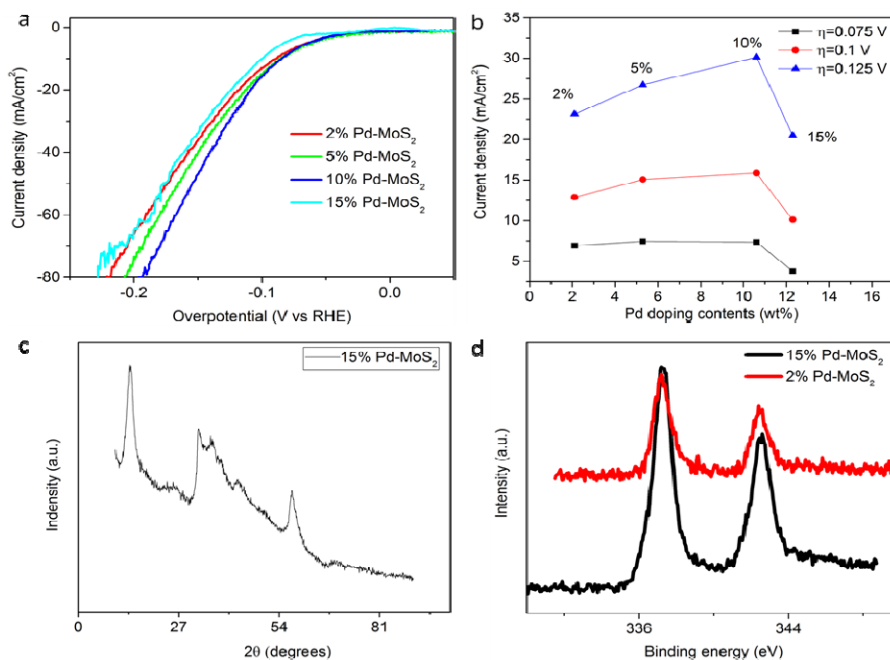 a
0
-20
-40
-60
-80
-0.2
-0.1
0.0
Current density (mA/cm²)
Overpotential (V vs RHE)
2% Pd-MoS₂
5% Pd-MoS₂
10% Pd-MoS₂
15% Pd-MoS₂
b
35
30
25
20
15
10
5
0
2
4
6
8
10
12
14
16
Current density (mA/cm²)
Pd doping contents (wt%)
η=0.075 V
η=0.1 V
η=0.125 V
2%
5%
10%
15%
c
15% Pd-MoS₂
Indensity (a.u.)
0
27
54
81
2θ (degrees)
d
15% Pd-MoS₂
2% Pd-MoS₂
Intensity (a.u.)
336
344
Binding energy (eV)